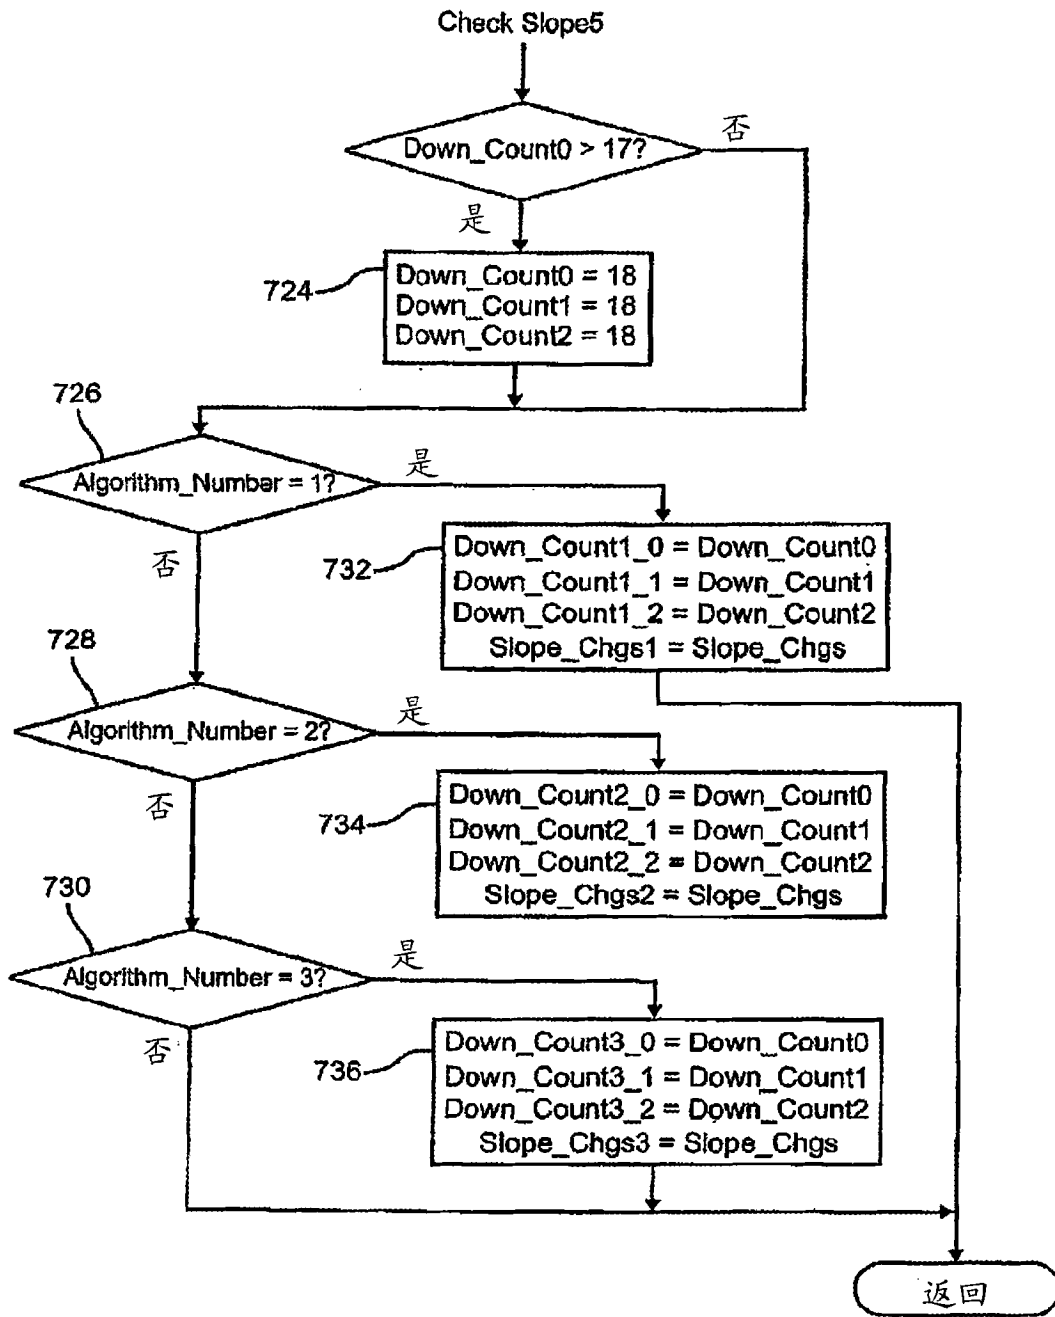 Check Slope5
Down_Count0 > 17?
否
是
724
Down_Count0 = 18
Down_Count1 = 18
Down_Count2 = 18
726
Algorithm_Number = 1?
是
否
732
Down_Count1_0 = Down_Count0
Down_Count1_1 = Down_Count1
Down_Count1_2 = Down_Count2
Slope_Chgs1 = Slope_Chgs
728
Algorithm_Number = 2?
是
否
734
Down_Count2_0 = Down_Count0
Down_Count2_1 = Down_Count1
Down_Count2_2 = Down_Count2
Slope_Chgs2 = Slope_Chgs
730
Algorithm_Number = 3?
是
否
736
Down_Count3_0 = Down_Count0
Down_Count3_1 = Down_Count1
Down_Count3_2 = Down_Count2
Slope_Chgs3 = Slope_Chgs
返回